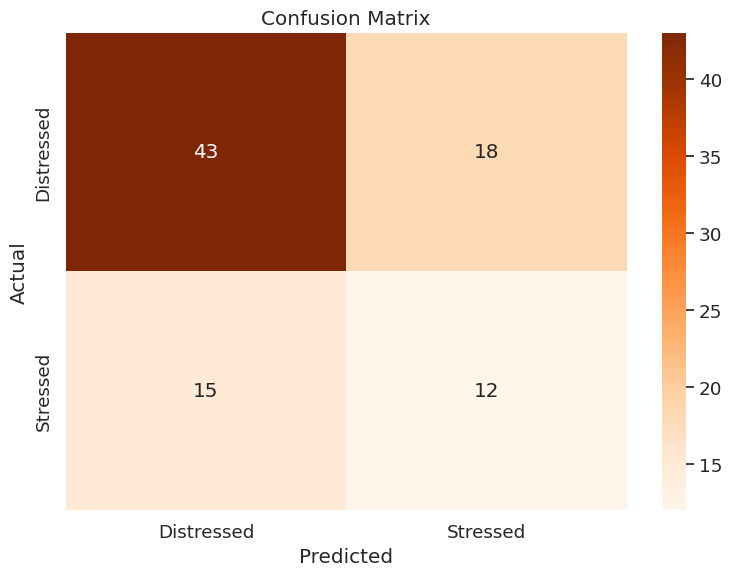 Confusion Matrix
Actual
Distressed
Stressed
43
18
15
12
Distressed
Stressed
Predicted
40
35
30
25
20
15